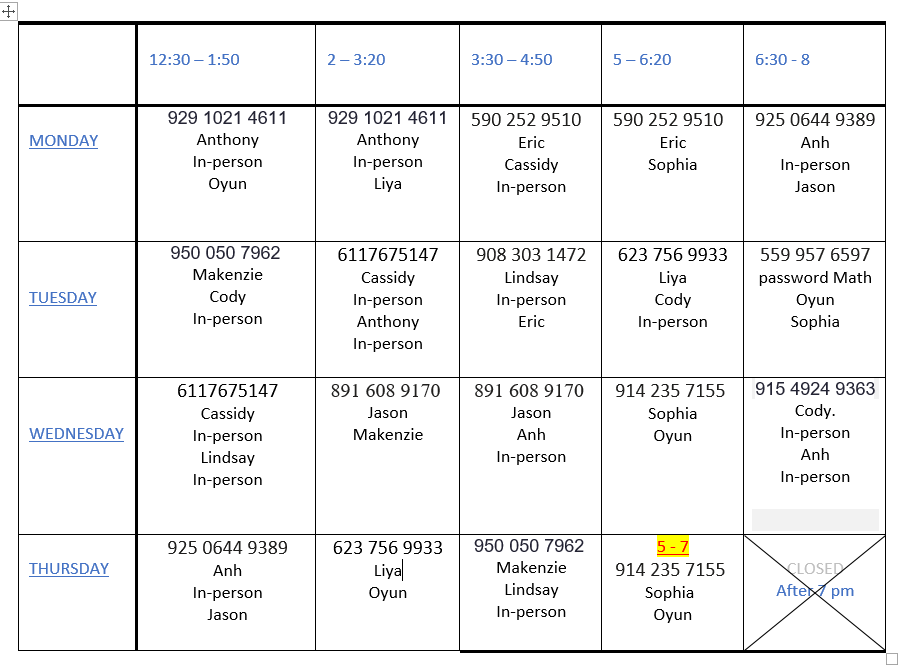 12:30 – 1:50
2 – 3:20
3:30 – 4:50
5 – 6:20
6:30 - 8
MONDAY
929 1021 4611
Anthony
In-person
Oyun
929 1021 4611
Anthony
In-person
Liya
590 252 9510
Eric
Cassidy
In-person
590 252 9510
Eric
Sophia
925 0644 9389
Anh
In-person
Jason
TUESDAY
950 050 7962
Makenzie
Cody
In-person
6117675147
Cassidy
In-person
Anthony
In-person
908 303 1472
Lindsay
In-person
Eric
623 756 9933
Liya
Cody
In-person
559 957 6597
password Math
Oyun
Sophia
WEDNESDAY
6117675147
Cassidy
In-person
Lindsay
In-person
891 608 9170
Jason
Makenzie
891 608 9170
Jason
Anh
In-person
914 235 7155
Sophia
Oyun
915 4924 9363
Cody.
In-person
Anh
In-person
THURSDAY
925 0644 9389
Anh
In-person
Jason
623 756 9933
Liya
Oyun
950 050 7962
Makenzie
Lindsay
In-person
5 - 7
914 235 7155
Sophia
Oyun
CLOSED
After 7 pm